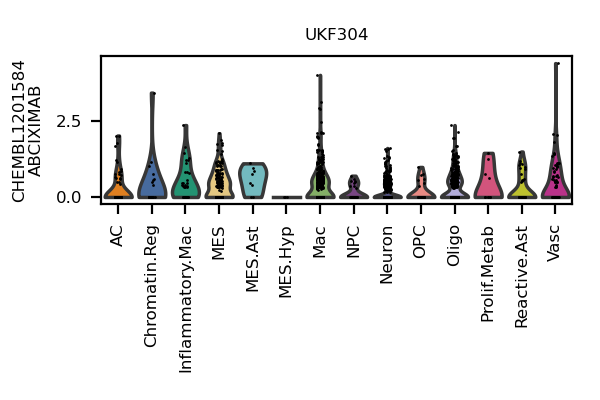 UKF304
CHEMBL1201584
ABCIXIMAB
2.5
0.0
AC
Chromatin.Reg
Inflammatory.Mac
MES
MES.Ast
MES.Hyp
Mac
NPC
Neuron
OPC
Oligo
Prolif.Metab
Reactive.Ast
Vasc